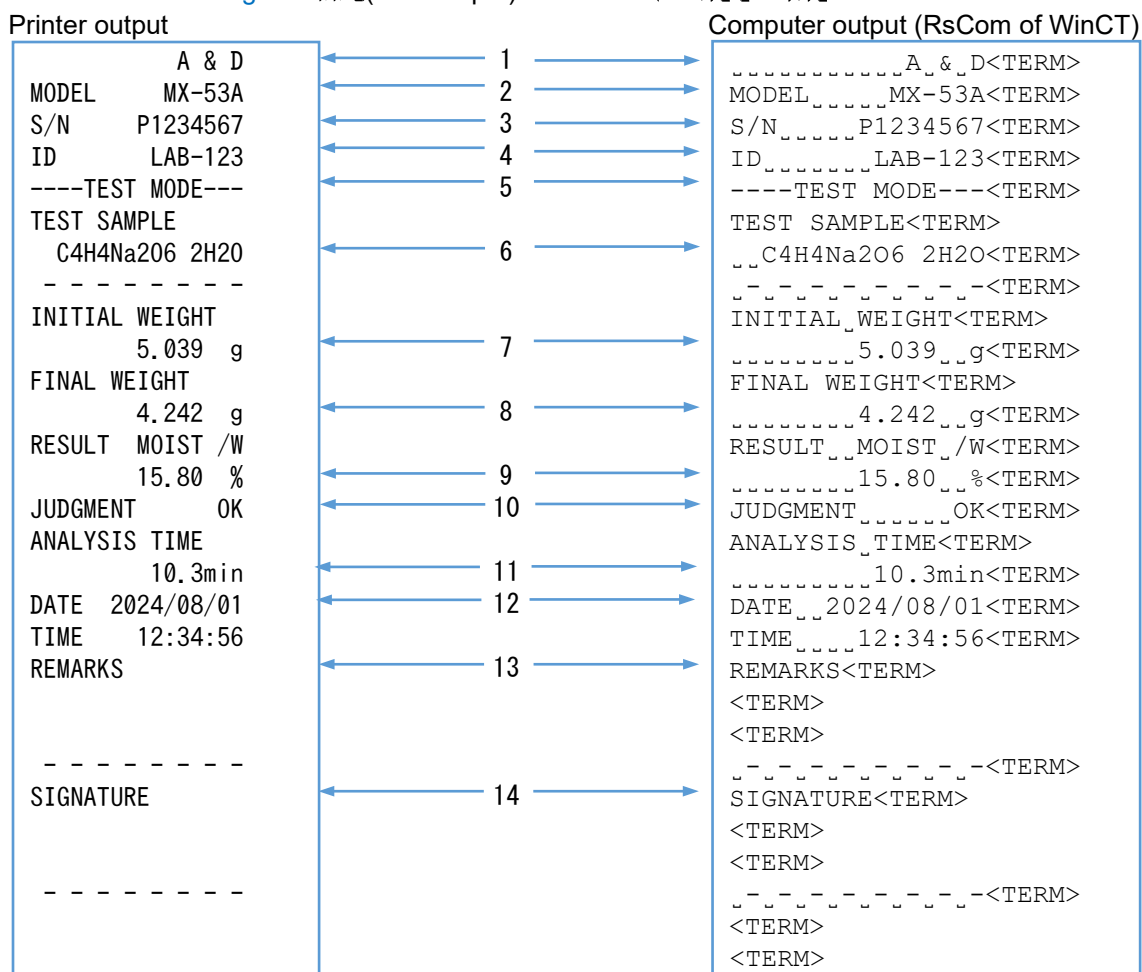 Printer output
A & D
MODEL MX-53A
S/N P1234567
ID LAB-123
----TEST MODE---
TEST SAMPLE
C4H4Na2O6 2H2O
- - - - - - - -
INITIAL WEIGHT
5.039 g
FINAL WEIGHT
4.242 g
RESULT MOIST /W
15.80 %
JUDGMENT OK
ANALYSIS TIME
10.3min
DATE 2024/08/01
TIME 12:34:56
REMARKS
- - - - - - - -
SIGNATURE
- - - - - - - -
1
2
3
4
5
6
7
8
9
10
11
12
13
14
Computer output (RsCom of WinCT)
␣␣␣␣␣␣␣␣␣␣␣A␣&␣D<TERM>
MODEL␣␣␣␣␣MX-53A<TERM>
S/N␣␣␣␣␣P1234567<TERM>
ID␣␣␣␣␣␣␣LAB-123<TERM>
----TEST MODE---<TERM>
TEST SAMPLE<TERM>
␣␣C4H4Na2O6 2H2O<TERM>
␣-␣-␣-␣-␣-␣-␣-␣-<TERM>
INITIAL␣WEIGHT<TERM>
␣␣␣␣␣␣␣␣5.039␣␣g<TERM>
FINAL WEIGHT<TERM>
␣␣␣␣␣␣␣␣4.242␣␣g<TERM>
RESULT␣␣MOIST␣/W<TERM>
␣␣␣␣␣␣␣␣15.80␣␣%<TERM>
JUDGMENT␣␣␣␣␣␣OK<TERM>
ANALYSIS␣TIME<TERM>
␣␣␣␣␣␣␣␣␣10.3min<TERM>
DATE␣␣2024/08/01<TERM>
TIME␣␣␣␣12:34:56<TERM>
REMARKS<TERM>
<TERM>
<TERM>
␣-␣-␣-␣-␣-␣-␣-␣-<TERM>
SIGNATURE<TERM>
<TERM>
<TERM>
␣-␣-␣-␣-␣-␣-␣-␣-<TERM>
<TERM>
<TERM>